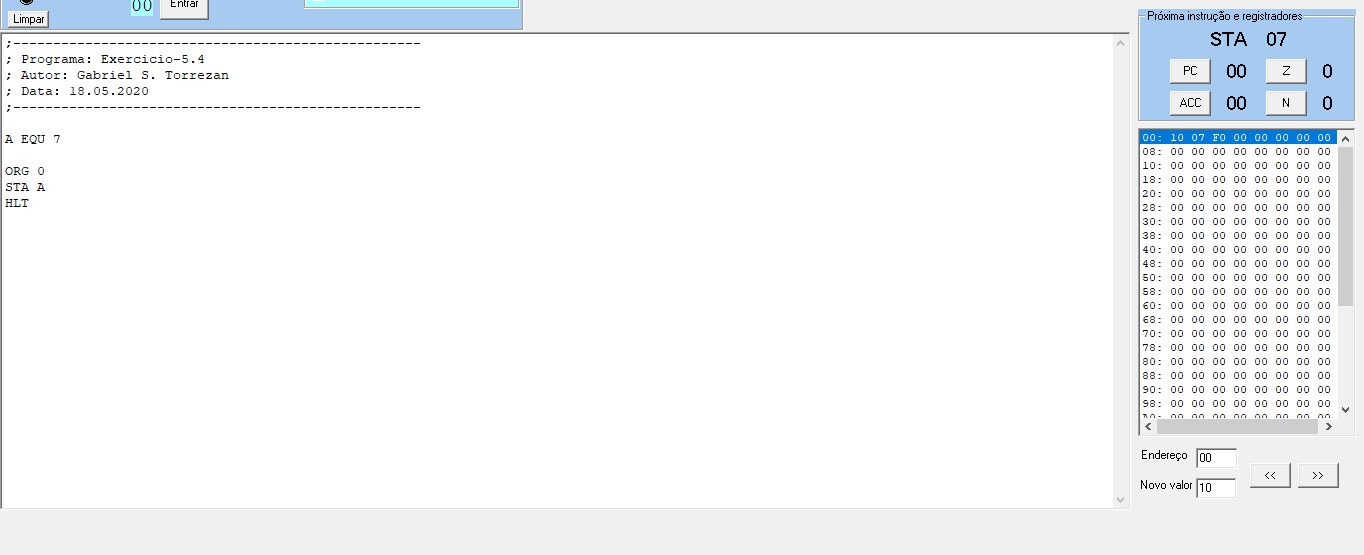 00
Entrar
Limpar
;---------------------------------------------------
; Programa: Exercicio-5.4
; Autor: Gabriel S. Torrezan
; Data: 18.05.2020
;---------------------------------------------------
A EQU 7
ORG 0
STA A
HLT
Próxima instrução e registradores
STA 07
PC 00 Z 0
ACC 00 N 0
00: 10 07 F0 00 00 00 00 00
08: 00 00 00 00 00 00 00 00
10: 00 00 00 00 00 00 00 00
18: 00 00 00 00 00 00 00 00
20: 00 00 00 00 00 00 00 00
28: 00 00 00 00 00 00 00 00
30: 00 00 00 00 00 00 00 00
38: 00 00 00 00 00 00 00 00
40: 00 00 00 00 00 00 00 00
48: 00 00 00 00 00 00 00 00
50: 00 00 00 00 00 00 00 00
58: 00 00 00 00 00 00 00 00
60: 00 00 00 00 00 00 00 00
68: 00 00 00 00 00 00 00 00
70: 00 00 00 00 00 00 00 00
78: 00 00 00 00 00 00 00 00
80: 00 00 00 00 00 00 00 00
88: 00 00 00 00 00 00 00 00
90: 00 00 00 00 00 00 00 00
98: 00 00 00 00 00 00 00 00
Endereço 00
<< >>
Novo valor 10